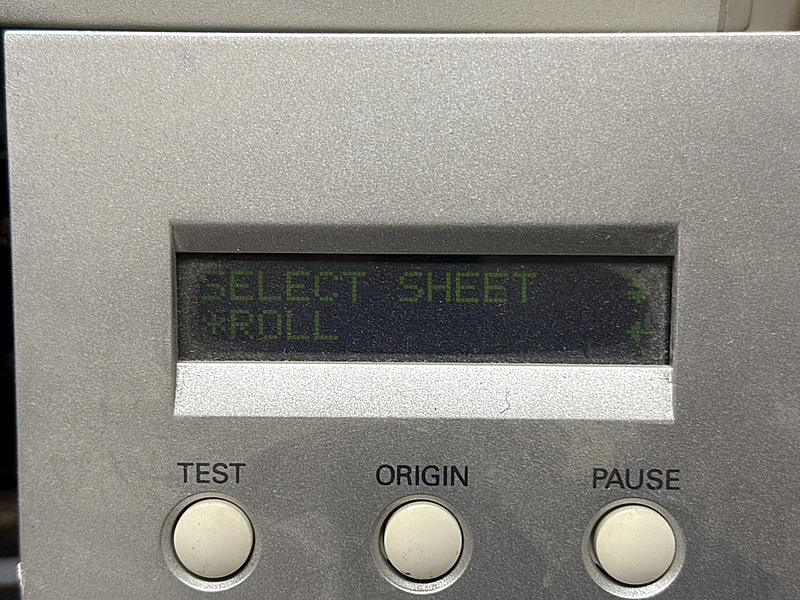 SELECT SHEET ⬍
*ROLL ↵
TEST ORIGIN PAUSE